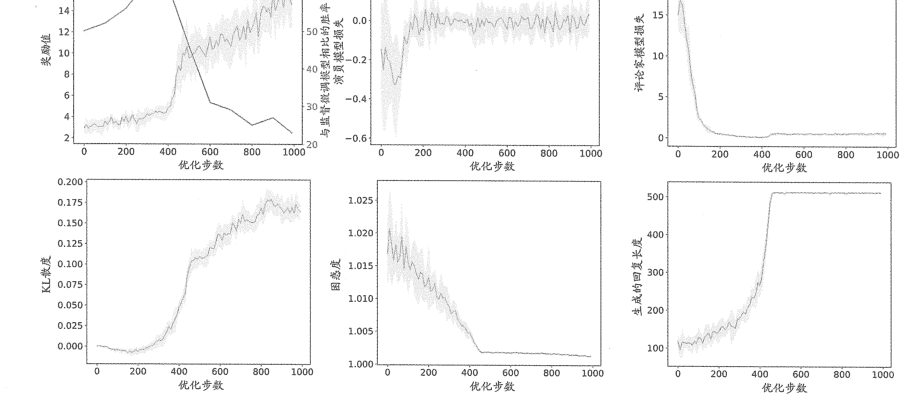 14
12
10
8
6
4
2
奖励值
50
40
30
20
与监督微调模型相比的胜率
0 200 400 600 800 1000
优化步数
0.0
−0.2
−0.4
−0.6
演员模型损失
0 200 400 600 800 1000
优化步数
15
10
5
0
评论家模型损失
0 200 400 600 800 1000
优化步数
0.200
0.175
0.150
0.125
0.100
0.075
0.050
0.025
0.000
KL散度
0 200 400 600 800 1000
优化步数
1.025
1.020
1.015
1.010
1.005
1.000
困惑度
0 200 400 600 800 1000
优化步数
500
400
300
200
100
生成的回复长度
0 200 400 600 800 1000
优化步数